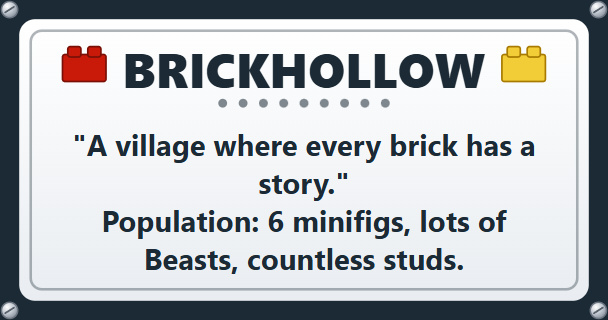 BRICKHOLLOW
"A village where every brick has a
story."
Population: 6 minifigs, lots of
Beasts, countless studs.